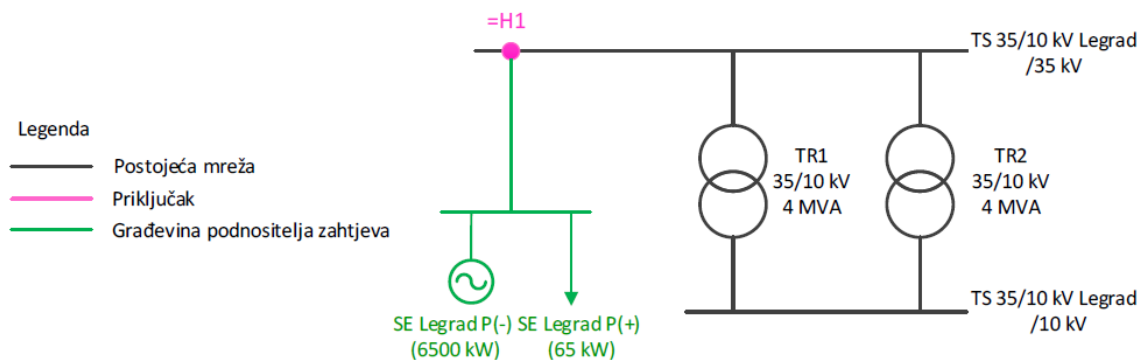 =H1
TS 35/10 kV Legrad
/35 kV
Legenda
Postojeća mreža
Priključak
Građevina podnositelja zahtjeva
TR1
35/10 kV
4 MVA
TR2
35/10 kV
4 MVA
SE Legrad P(-) SE Legrad P(+)
(6500 kW) (65 kW)
TS 35/10 kV Legrad
/10 kV